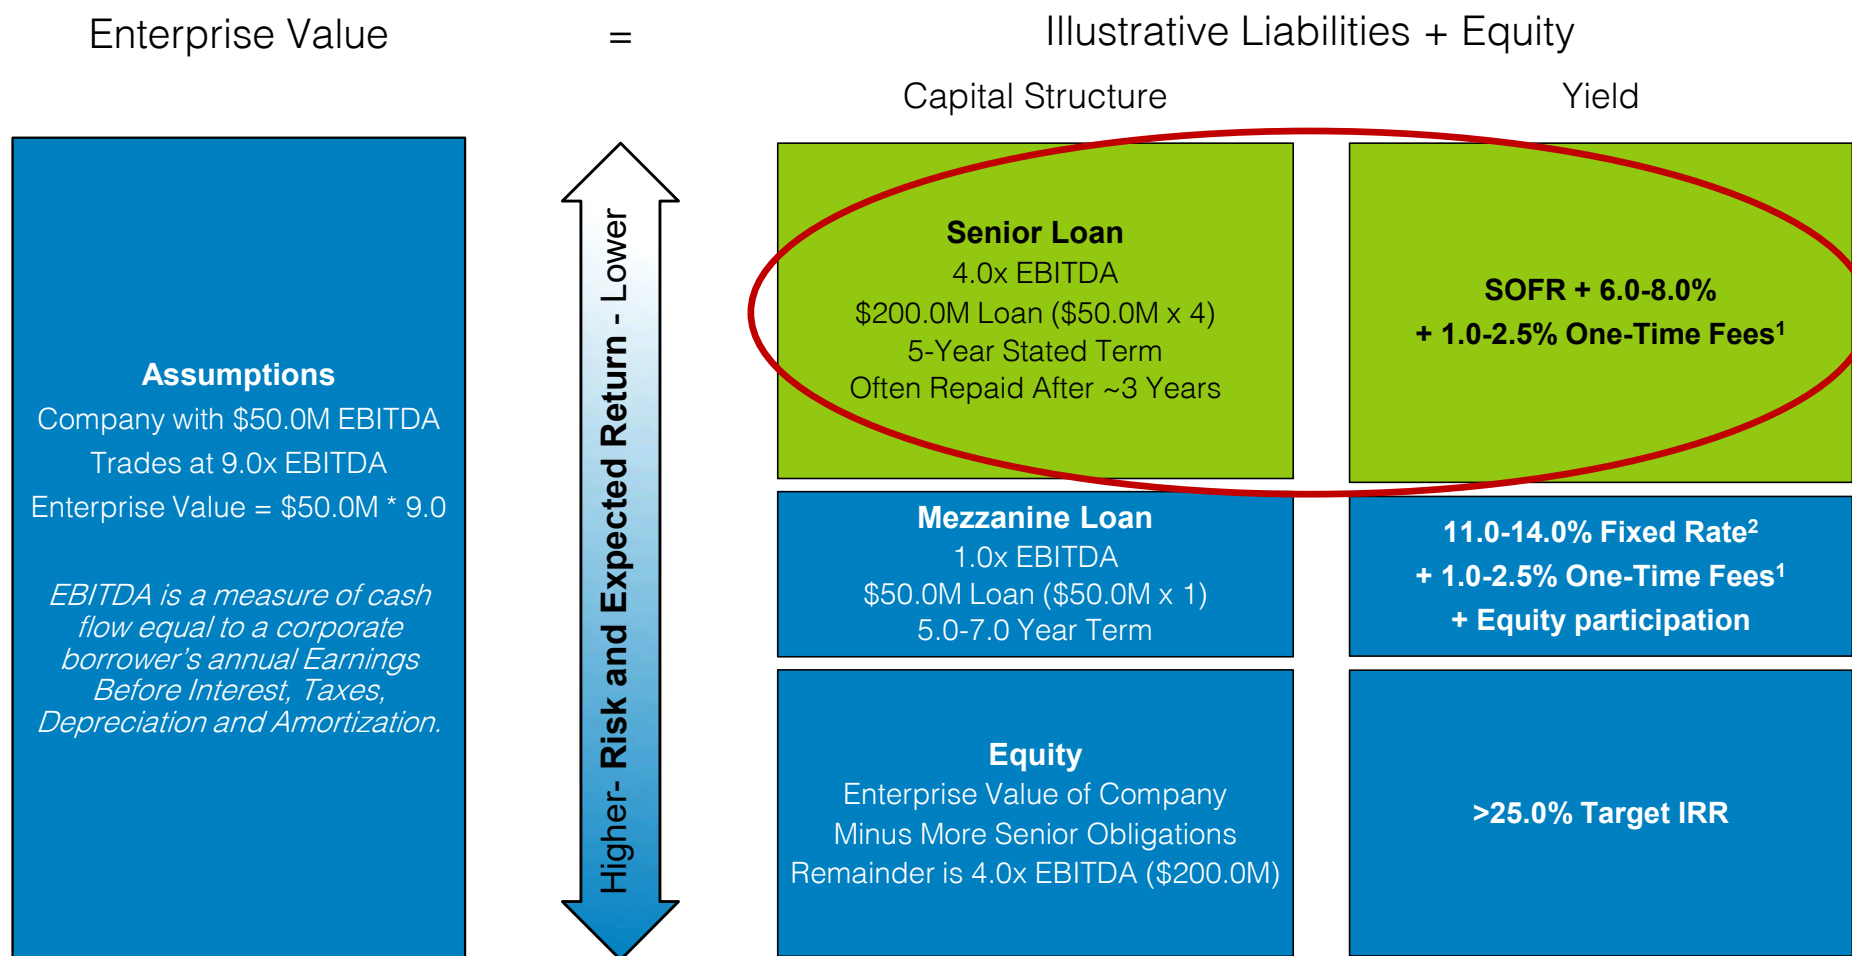 Enterprise Value
=
Illustrative Liabilities + Equity
Capital Structure
Yield
Assumptions
Company with $50.0M EBITDA
Trades at 9.0x EBITDA
Enterprise Value = $50.0M * 9.0
EBITDA is a measure of cash
flow equal to a corporate
borrower’s annual Earnings
Before Interest, Taxes,
Depreciation and Amortization.
Higher- Risk and Expected Return - Lower
Senior Loan
4.0x EBITDA
$200.0M Loan ($50.0M x 4)
5-Year Stated Term
Often Repaid After ~3 Years
SOFR + 6.0-8.0%
+ 1.0-2.5% One-Time Fees¹
Mezzanine Loan
1.0x EBITDA
$50.0M Loan ($50.0M x 1)
5.0-7.0 Year Term
11.0-14.0% Fixed Rate²
+ 1.0-2.5% One-Time Fees¹
+ Equity participation
Equity
Enterprise Value of Company
Minus More Senior Obligations
Remainder is 4.0x EBITDA ($200.0M)
>25.0% Target IRR